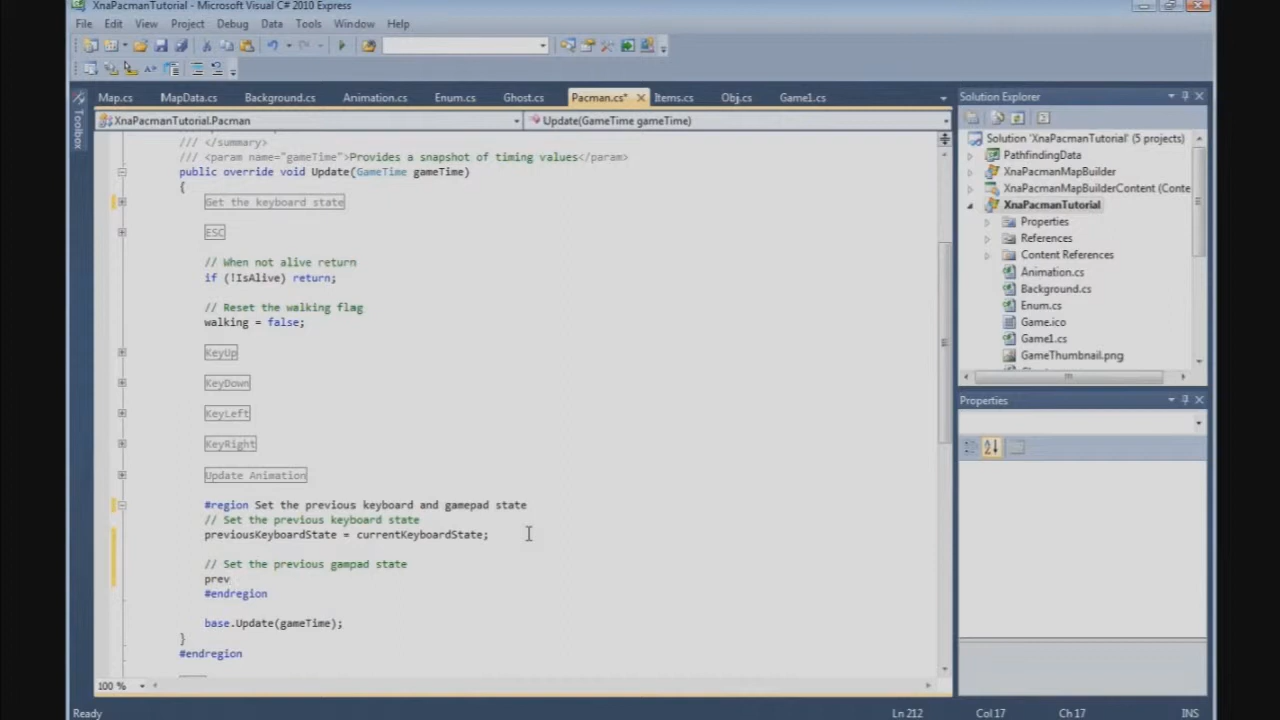 XnaPacmanTutorial - Microsoft Visual C# 2010 Express
File Edit View Project Debug Data Tools Window Help
Map.cs MapData.cs Background.cs Animation.cs Enum.cs Ghost.cs Pacman.cs* Items.cs Obj.cs Game1.cs
XnaPacmanTutorial.Pacman Update(GameTime gameTime)
/// </summary>
/// <param name="gameTime">Provides a snapshot of timing values</param>
public override void Update(GameTime gameTime)
{
Get the keyboard state
ESC
// When not alive return
if (!IsAlive) return;
// Reset the walking flag
walking = false;
KeyUp
KeyDown
KeyLeft
KeyRight
Update Animation
#region Set the previous keyboard and gamepad state
// Set the previous keyboard state
previousKeyboardState = currentKeyboardState;
// Set the previous gampad state
prev
#endregion
base.Update(gameTime);
}
#endregion
100 %
Toolbox
Solution Explorer
Solution 'XnaPacmanTutorial' (5 projects)
PathfindingData
XnaPacmanMapBuilder
XnaPacmanMapBuilderContent (Conte
XnaPacmanTutorial
Properties
References
Content References
Animation.cs
Background.cs
Enum.cs
Game.ico
Game1.cs
GameThumbnail.png
Properties
Ready Ln 212 Col 17 Ch 17 INS